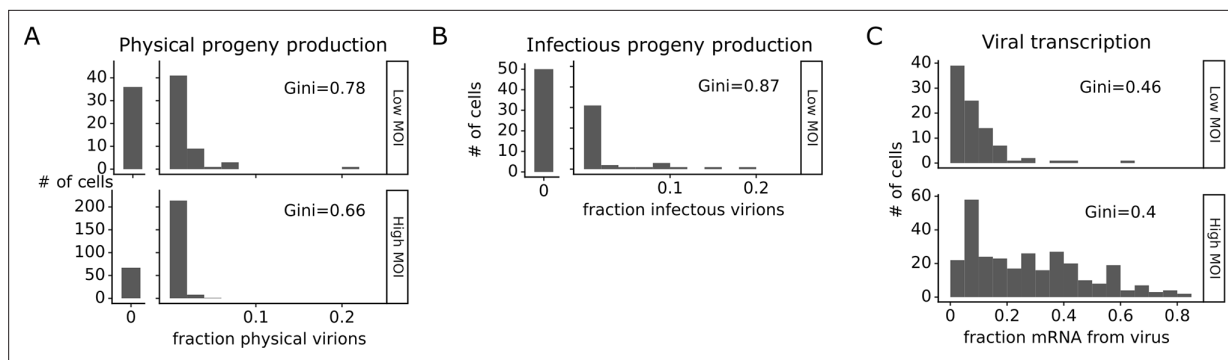 A
Physical progeny production
40
30
20
10
0
Gini=0.78
Low MOI
# of cells
200
150
100
50
0
Gini=0.66
High MOI
0
0.1
0.2
fraction physical virions
B
Infectious progeny production
# of cells
50
40
30
20
10
0
Gini=0.87
Low MOI
0
0.1
0.2
fraction infectous virions
C
Viral transcription
# of cells
40
30
20
10
0
Gini=0.46
Low MOI
60
40
20
0
Gini=0.4
High MOI
0
0.2
0.4
0.6
0.8
fraction mRNA from virus